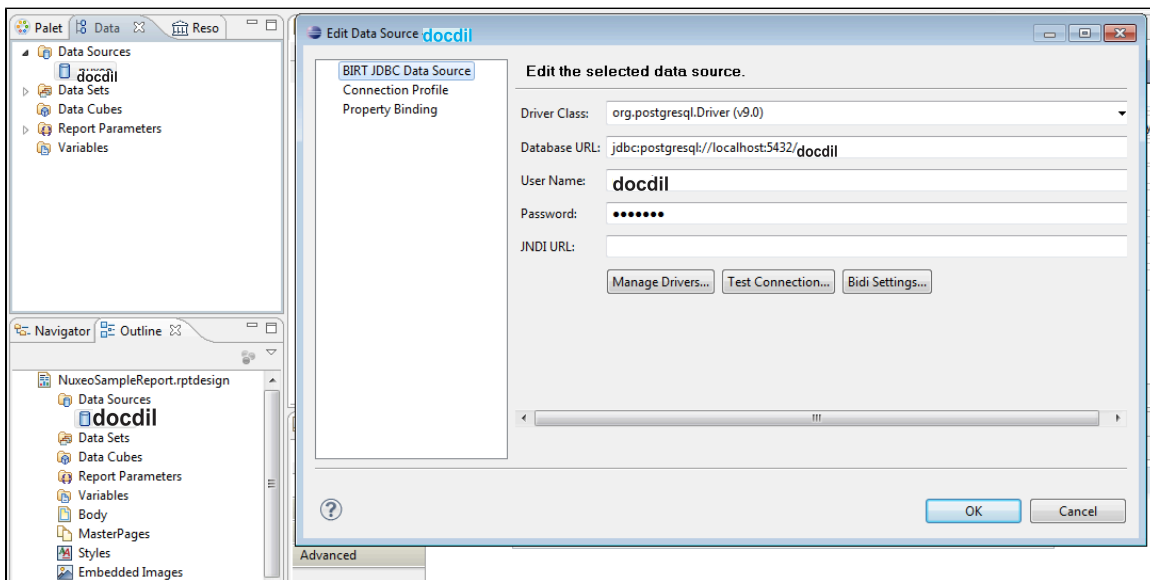 Palet
Data
Reso
Data Sources
docdil
Data Sets
Data Cubes
Report Parameters
Variables
Navigator
Outline
NuxeoSampleReport.rptdesign
Data Sources
docdil
Data Sets
Data Cubes
Report Parameters
Variables
Body
MasterPages
Styles
Embedded Images
Edit Data Source docdil
BIRT JDBC Data Source
Connection Profile
Property Binding
Edit the selected data source.
Driver Class: org.postgresql.Driver (v9.0)
Database URL: jdbc:postgresql://localhost:5432/docdil
User Name: docdil
Password: •••••••
JNDI URL:
Manage Drivers... Test Connection... Bidi Settings...
?
OK
Cancel
Advanced